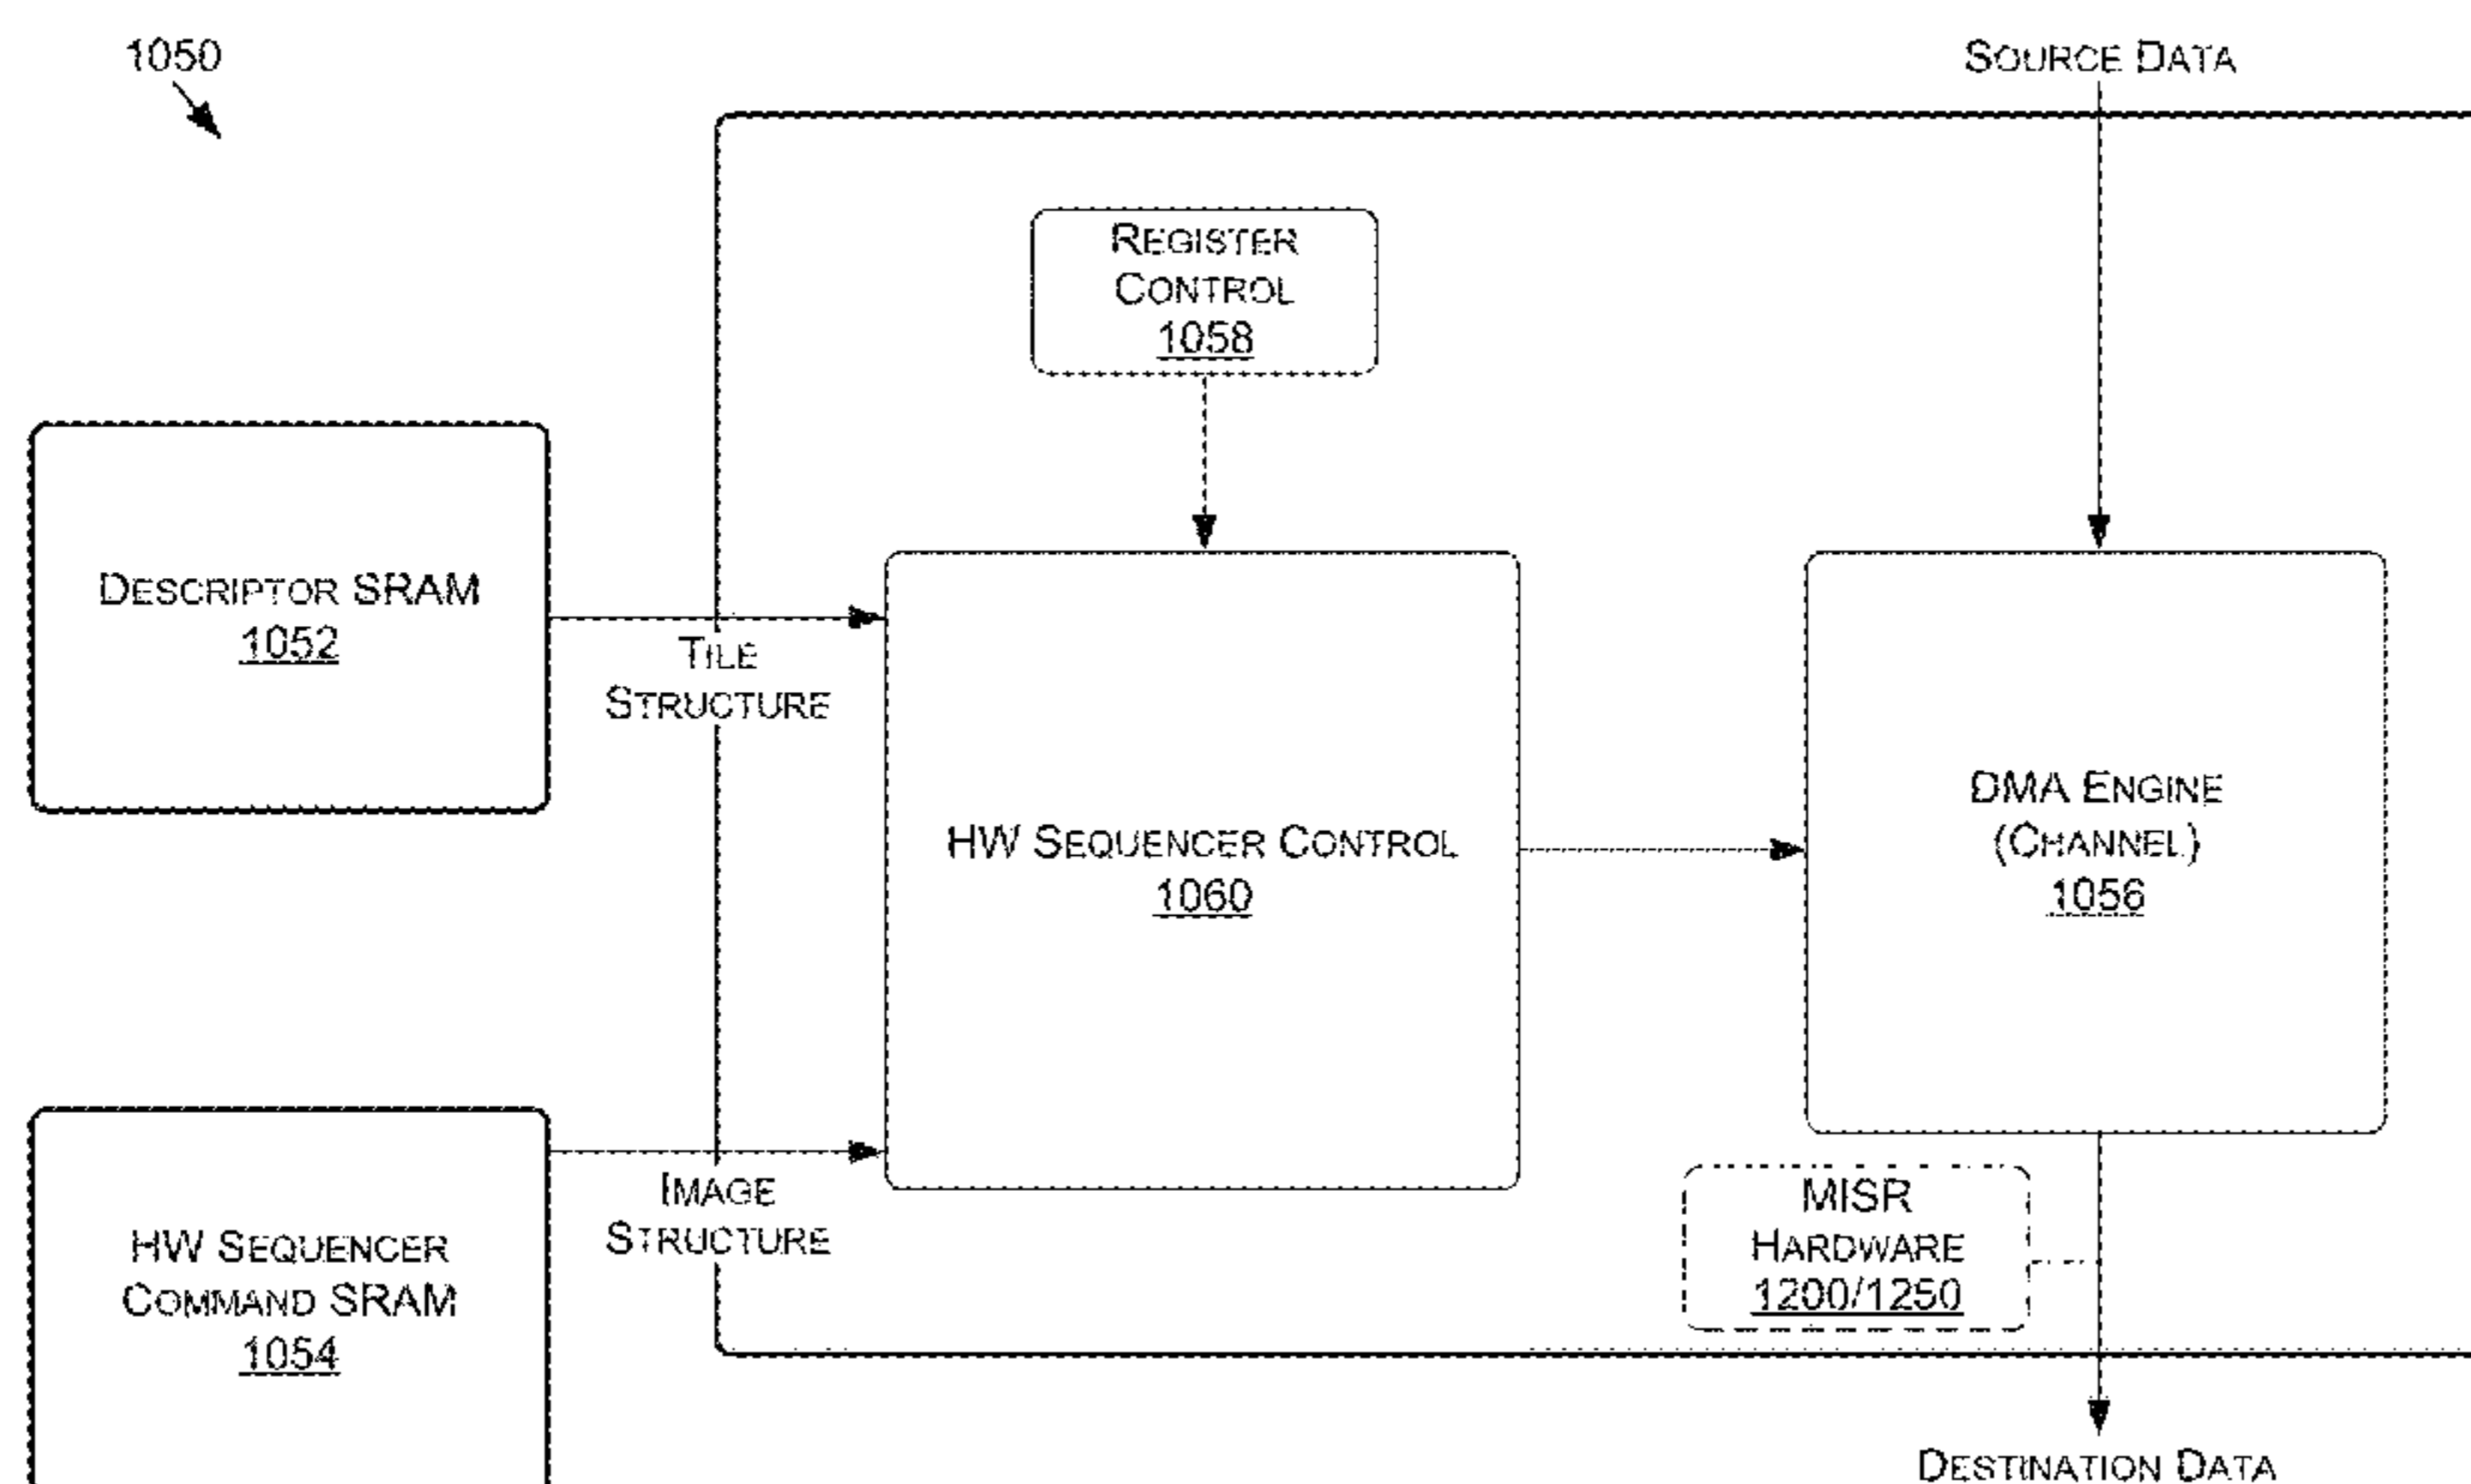 1050
SOURCE DATA
REGISTER
CONTROL
1058
DESCRIPTOR SRAM
1052
TILE
STRUCTURE
HW SEQUENCER CONTROL
1060
DMA ENGINE
(CHANNEL)
1056
HW SEQUENCER
COMMAND SRAM
1054
IMAGE
STRUCTURE
MISR
HARDWARE
1200/1250
DESTINATION DATA